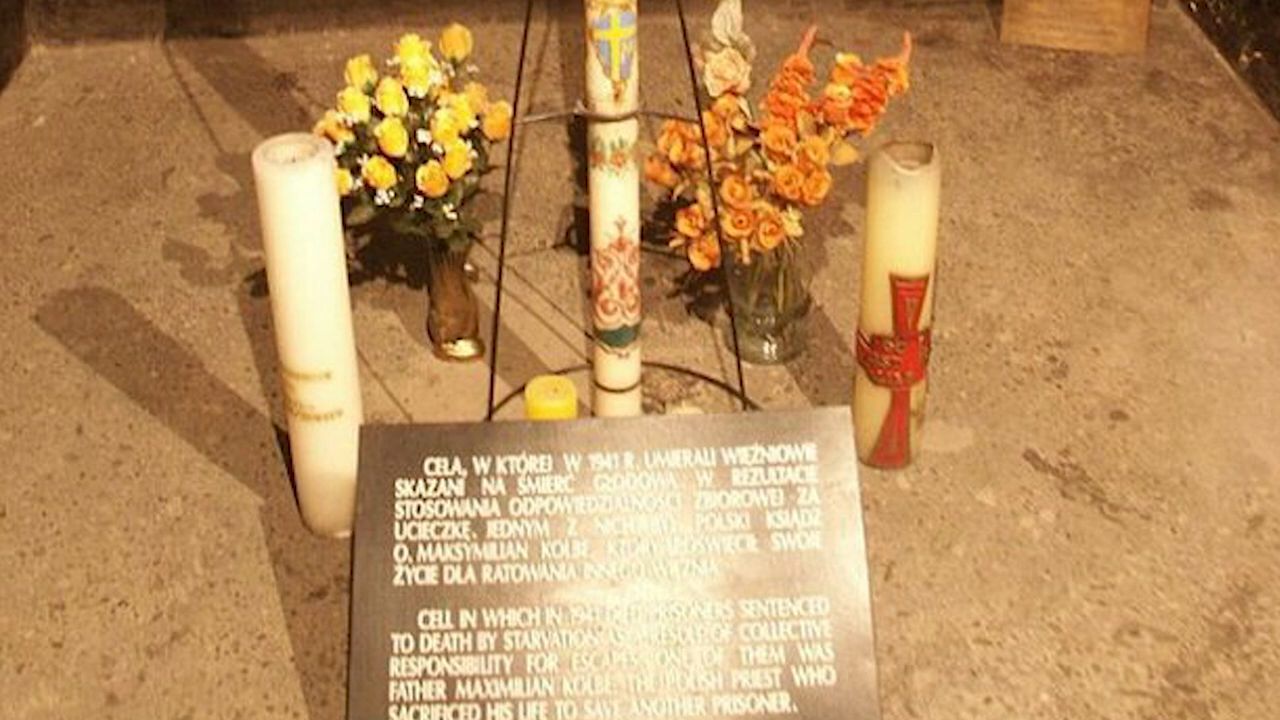 CELA, W KTÓREJ W 1941 R. UMIERALI WIĘŹNIOWIE
SKAZANI NA ŚMIERĆ GŁODOWĄ W REZULTACIE
STOSOWANIA ODPOWIEDZIALNOŚCI ZBIOROWEJ ZA
UCIECZKĘ. JEDNYM Z NICH BYŁ POLSKI KSIĄDZ
O. MAKSYMILIAN KOLBE, KTÓRY POŚWIĘCIŁ SWOJE
ŻYCIE DLA RATOWANIA INNEGO WIĘŹNIA
CELL IN WHICH IN 1941 DIED PRISONERS SENTENCED
TO DEATH BY STARVATION AS A RESULT OF COLLECTIVE
RESPONSIBILITY FOR ESCAPES. ONE OF THEM WAS
FATHER MAXIMILIAN KOLBE, THE POLISH PRIEST WHO
SACRIFICED HIS LIFE TO SAVE ANOTHER PRISONER.